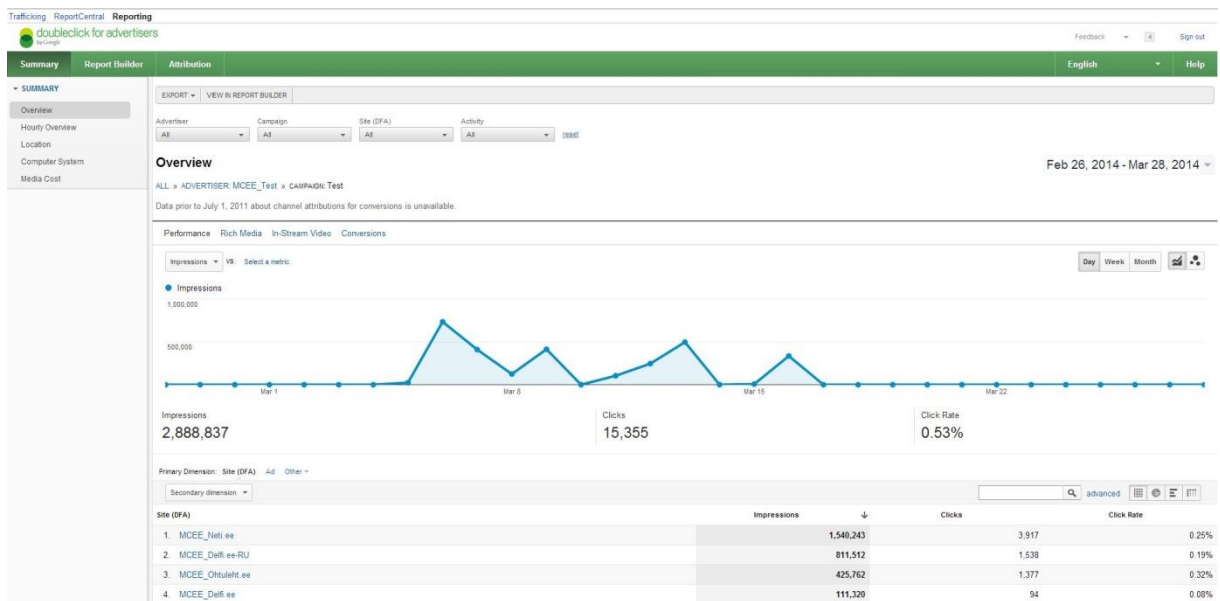 Trafficking ReportCentral Reporting
doubleclick for advertisers
by Google
Feedback 4 Sign out
Summary Report Builder Attribution English Help
SUMMARY
Overview
Hourly Overview
Location
Computer System
Media Cost
EXPORT VIEW IN REPORT BUILDER
Advertiser Campaign Site (DFA) Activity
All All All All reset
Overview
Feb 26, 2014 - Mar 28, 2014
ALL » ADVERTISER: MCEE_Test » CAMPAIGN: Test
Data prior to July 1, 2011 about channel attributions for conversions is unavailable.
Performance Rich Media In-Stream Video Conversions
Impressions VS. Select a metric
Day Week Month
Impressions
1,000,000
500,000
Mar 1 Mar 8 Mar 15 Mar 22
Impressions Clicks Click Rate
2,888,837 15,355 0.53%
Primary Dimension: Site (DFA) Ad Other
Secondary dimension
advanced
Site (DFA) Impressions ↓ Clicks Click Rate
1. MCEE_Neti.ee 1,540,243 3,917 0.25%
2. MCEE_Delfi.ee-RU 811,512 1,538 0.19%
3. MCEE_Ohtuleht.ee 425,762 1,377 0.32%
4. MCEE_Delfi.ee 111,320 94 0.08%